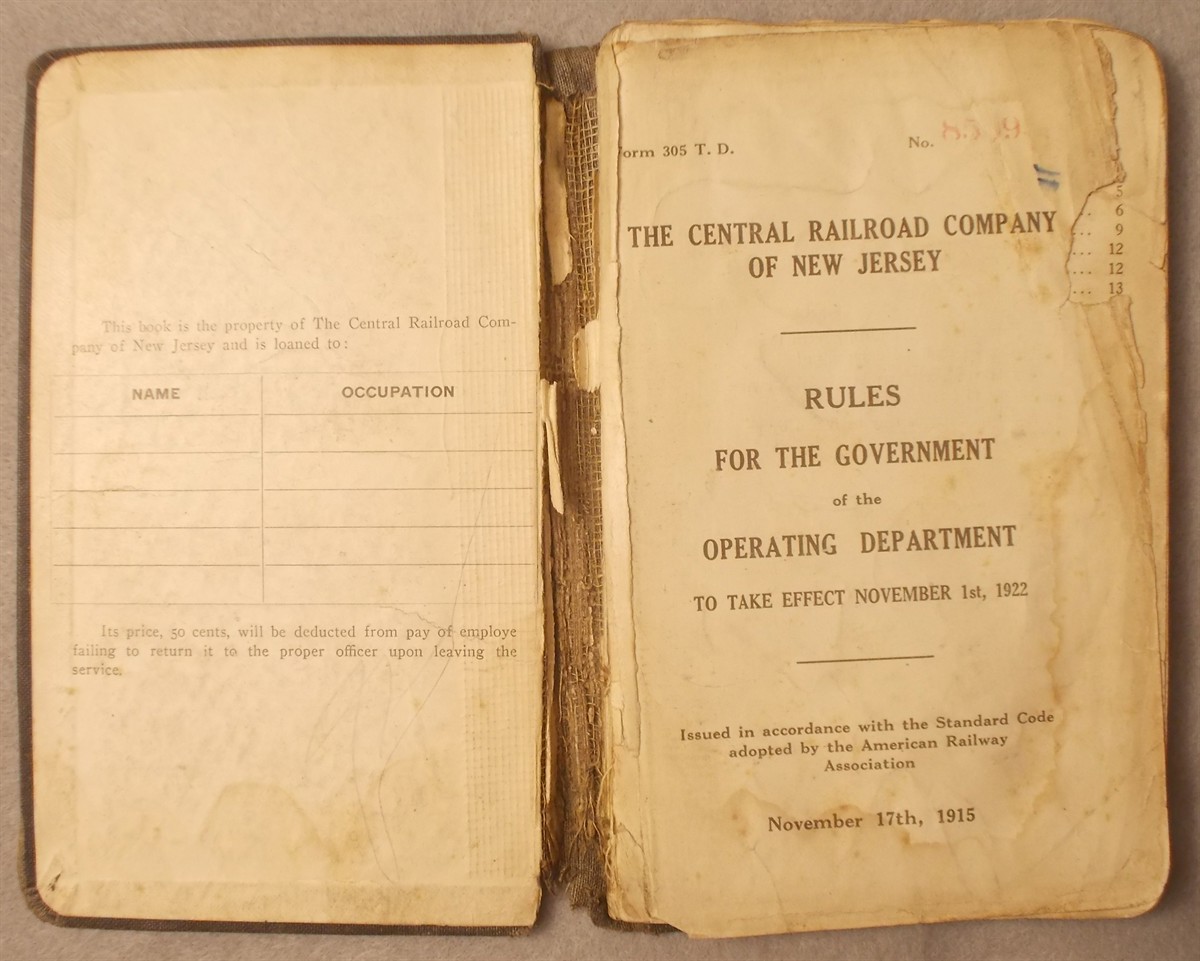 This book is the property of The Central Railroad Com-
pany of New Jersey and is loaned to:
NAME OCCUPATION
Its price, 50 cents, will be deducted from pay of employe
failing to return it to the proper officer upon leaving the
service.
orm 305 T. D. No.
THE CENTRAL RAILROAD COMPANY
OF NEW JERSEY
RULES
FOR THE GOVERNMENT
of the
OPERATING DEPARTMENT
TO TAKE EFFECT NOVEMBER 1st, 1922
Issued in accordance with the Standard Code
adopted by the American Railway
Association
November 17th, 1915
5
.. 6
... 9
... 12
... 12
... 13